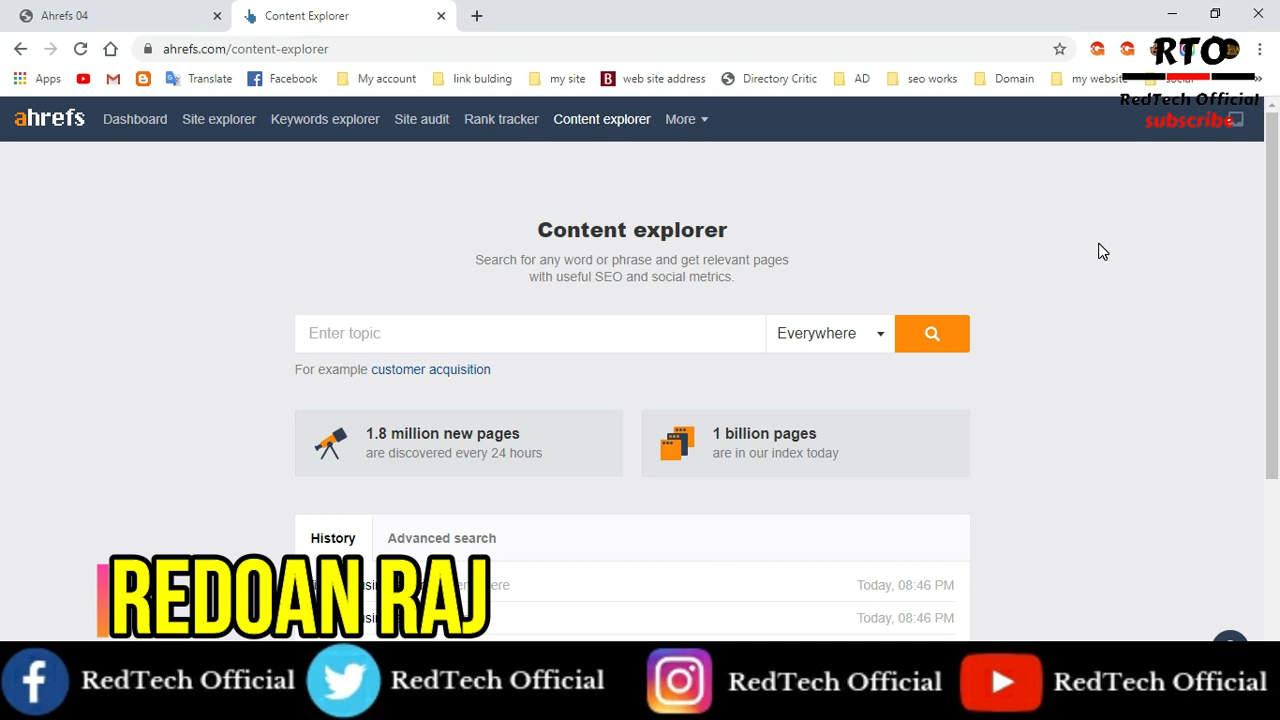 Ahrefs 04
Content Explorer
ahrefs.com/content-explorer
RTO
Apps
Translate
Facebook
My account
link bulding
my site
B web site address
Directory Critic
AD
seo works
Domain
my website
social
RedTech Official
subscribe
ahrefs Dashboard Site explorer Keywords explorer Site audit Rank tracker Content explorer More
Content explorer
Search for any word or phrase and get relevant pages
with useful SEO and social metrics.
Enter topic
Everywhere
For example customer acquisition
1.8 million new pages
are discovered every 24 hours
1 billion pages
are in our index today
History Advanced search
Today, 08:46 PM
Today, 08:46 PM
REDOAN RAJ
RedTech Official RedTech Official RedTech Official RedTech Official